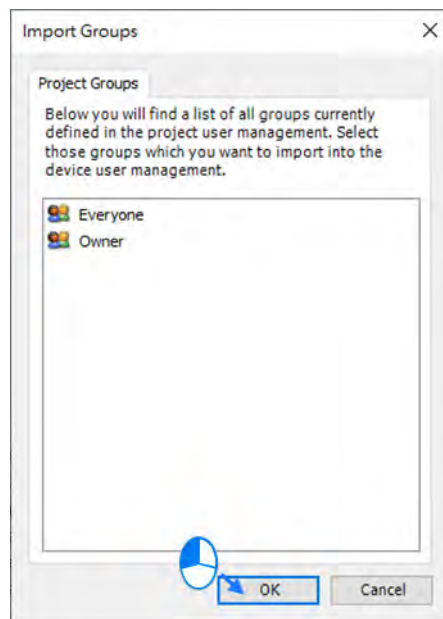 Import Groups
Project Groups
Below you will find a list of all groups currently
defined in the project user management. Select
those groups which you want to import into the
device user management.
Everyone
Owner
OK Cancel